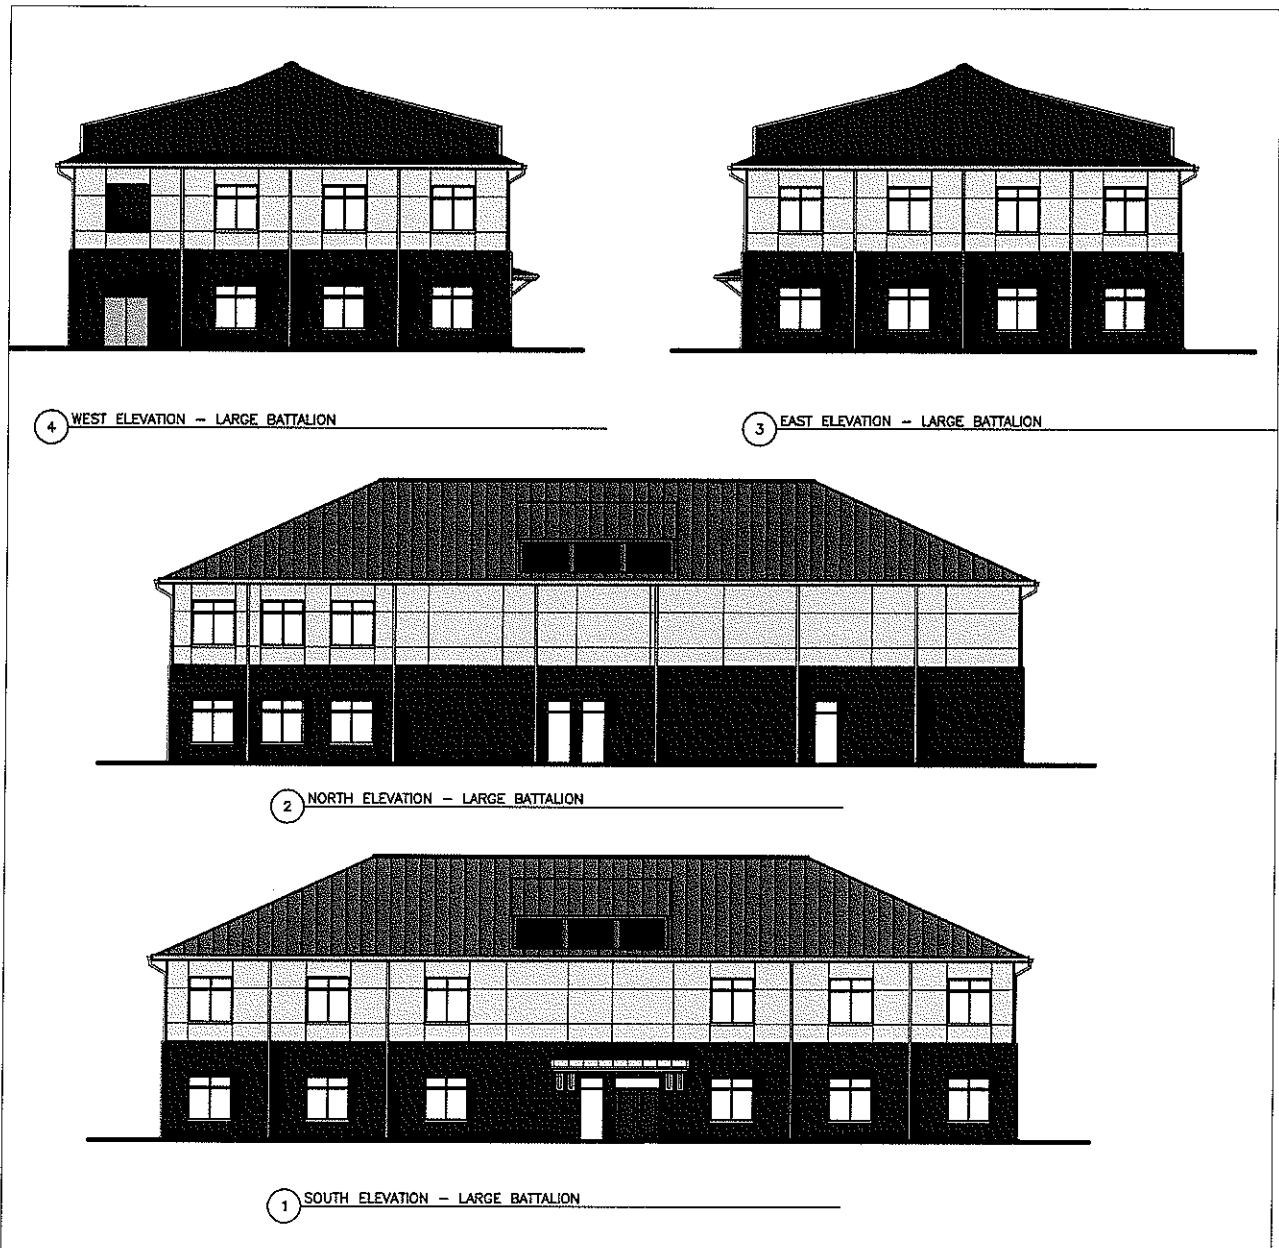 4 WEST ELEVATION - LARGE BATTALION
3 EAST ELEVATION - LARGE BATTALION
2 NORTH ELEVATION - LARGE BATTALION
1 SOUTH ELEVATION - LARGE BATTALION